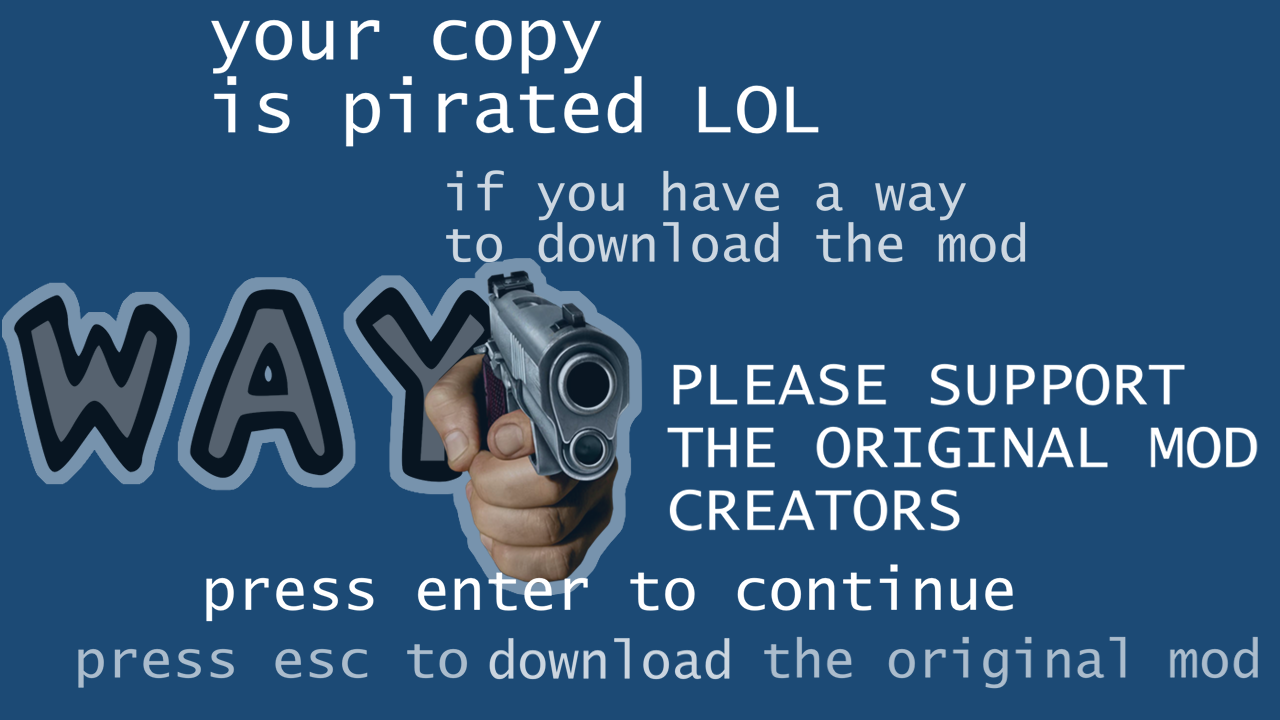 your copy
is pirated LOL
if you have a way
to download the mod
WAY
PLEASE SUPPORT
THE ORIGINAL MOD
CREATORS
press enter to continue
press esc to download the original mod